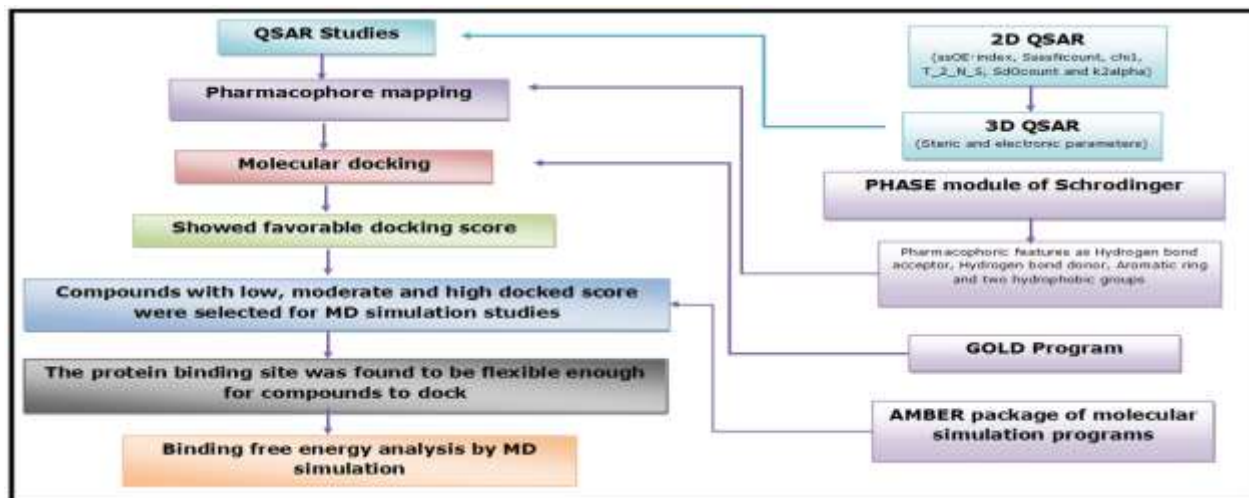 QSAR Studies
Pharmacophore mapping
Molecular docking
Showed favorable docking score
Compounds with low, moderate and high docked score
were selected for MD simulation studies
The protein binding site was found to be flexible enough
for compounds to dock
Binding free energy analysis by MD
simulation
2D QSAR
(ssOE-index, SaasNcount, chi1,
T_2_N_S, SdOcount and k2alpha)
3D QSAR
(Steric and electronic parameters)
PHASE module of Schrodinger
Pharmacophoric features as Hydrogen bond
acceptor, Hydrogen bond donor, Aromatic ring
and two hydrophobic groups
GOLD Program
AMBER package of molecular
simulation programs